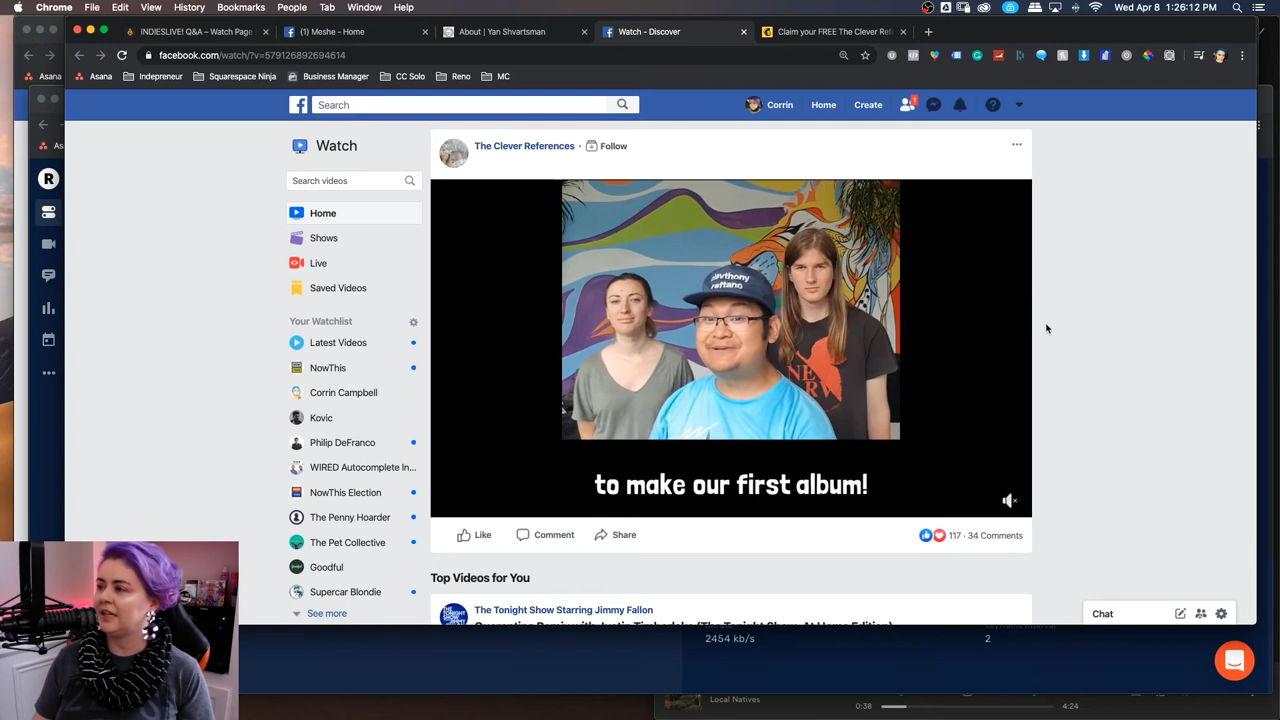 Chrome File Edit View History Bookmarks People Tab Window Help
Wed Apr 8 1:26:12 PM
INDIESLIVE! Q&A – Watch Page
(1) Meshe - Home
About | Yan Shvartsman
Watch - Discover
Claim your FREE The Clever Ref
facebook.com/watch/?v=579126892694614
Asana
Asana
Indepreneur
Squarespace Ninja
Business Manager
CC Solo
Reno
MC
Search
Corrin
Home
Create
1
Watch
Search videos
Home
Shows
Live
Saved Videos
Your Watchlist
Latest Videos
NowThis
Corrin Campbell
Kovic
Philip DeFranco
WIRED Autocomplete In...
NowThis Election
The Penny Hoarder
The Pet Collective
Goodful
Supercar Blondie
See more
The Clever References · Follow
to make our first album!
Like
Comment
Share
117 · 34 Comments
Top Videos for You
The Tonight Show Starring Jimmy Fallon
Chat
2454 kb/s
2
Local Natives
0:38
4:24